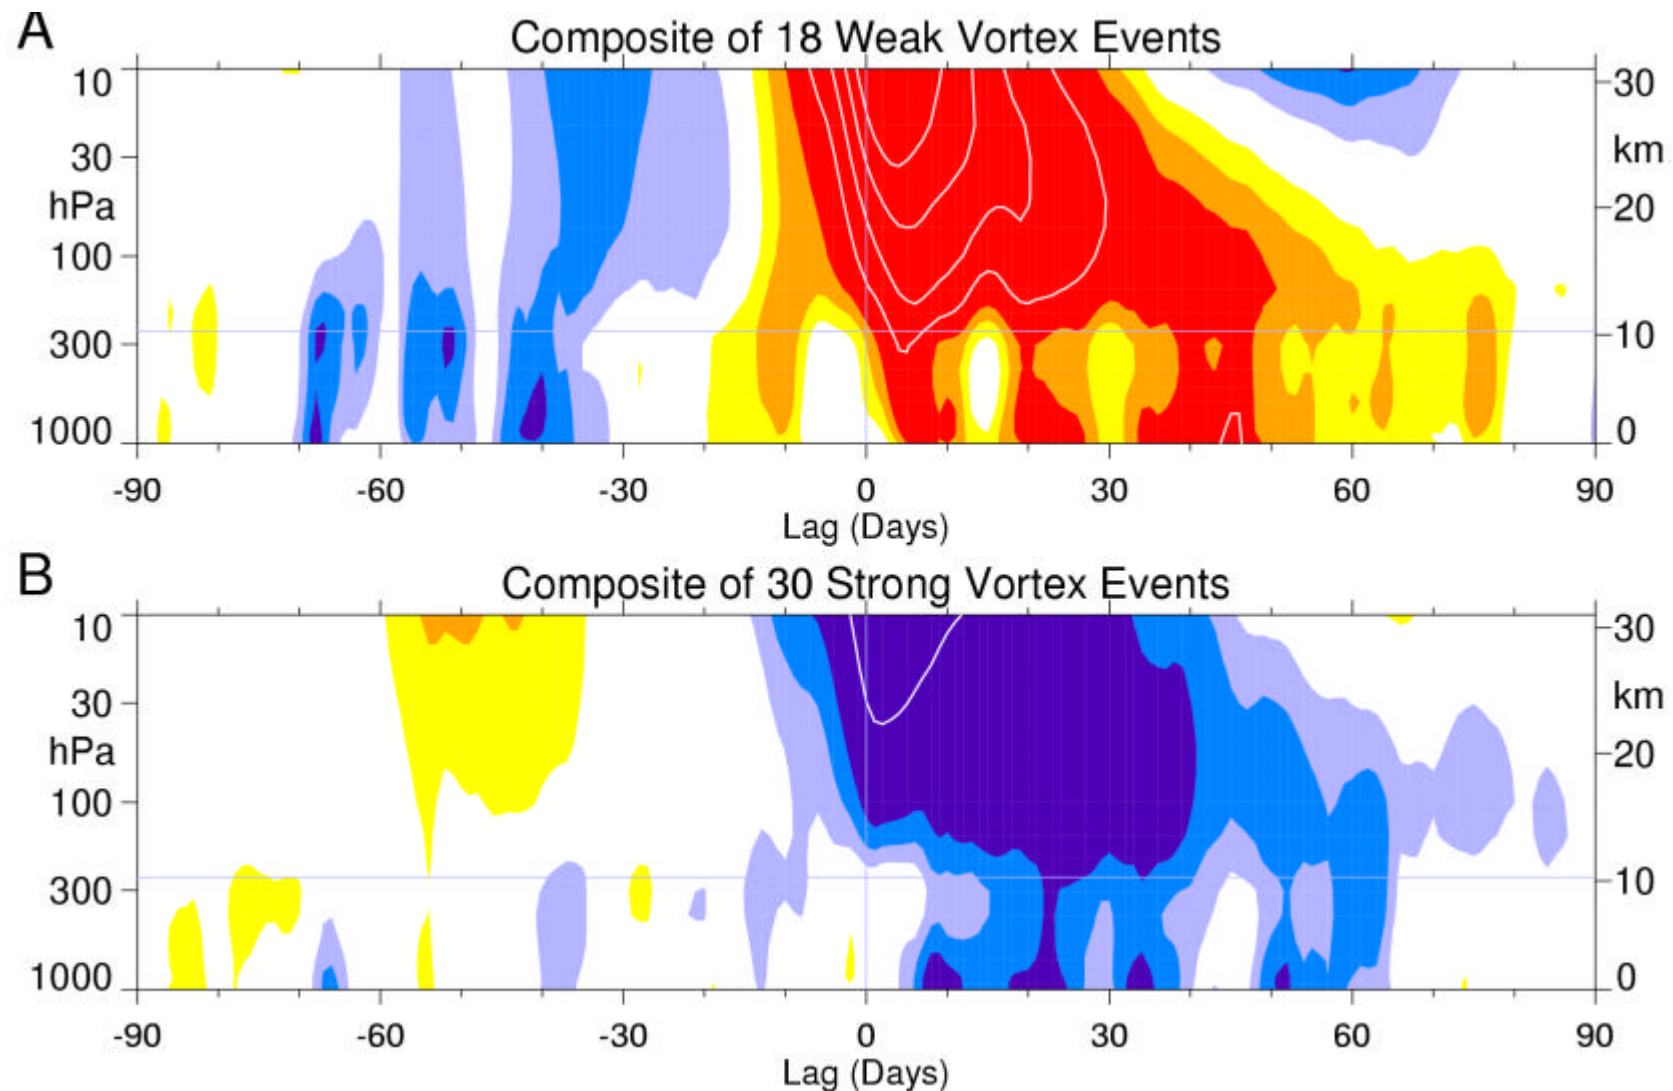 A
Composite of 18 Weak Vortex Events
10 30
30 km
hPa 20
100
300 10
1000 0
-90 -60 -30 0 30 60 90
Lag (Days)
B
Composite of 30 Strong Vortex Events
10 30
30 km
hPa 20
100
300 10
1000 0
-90 -60 -30 0 30 60 90
Lag (Days)